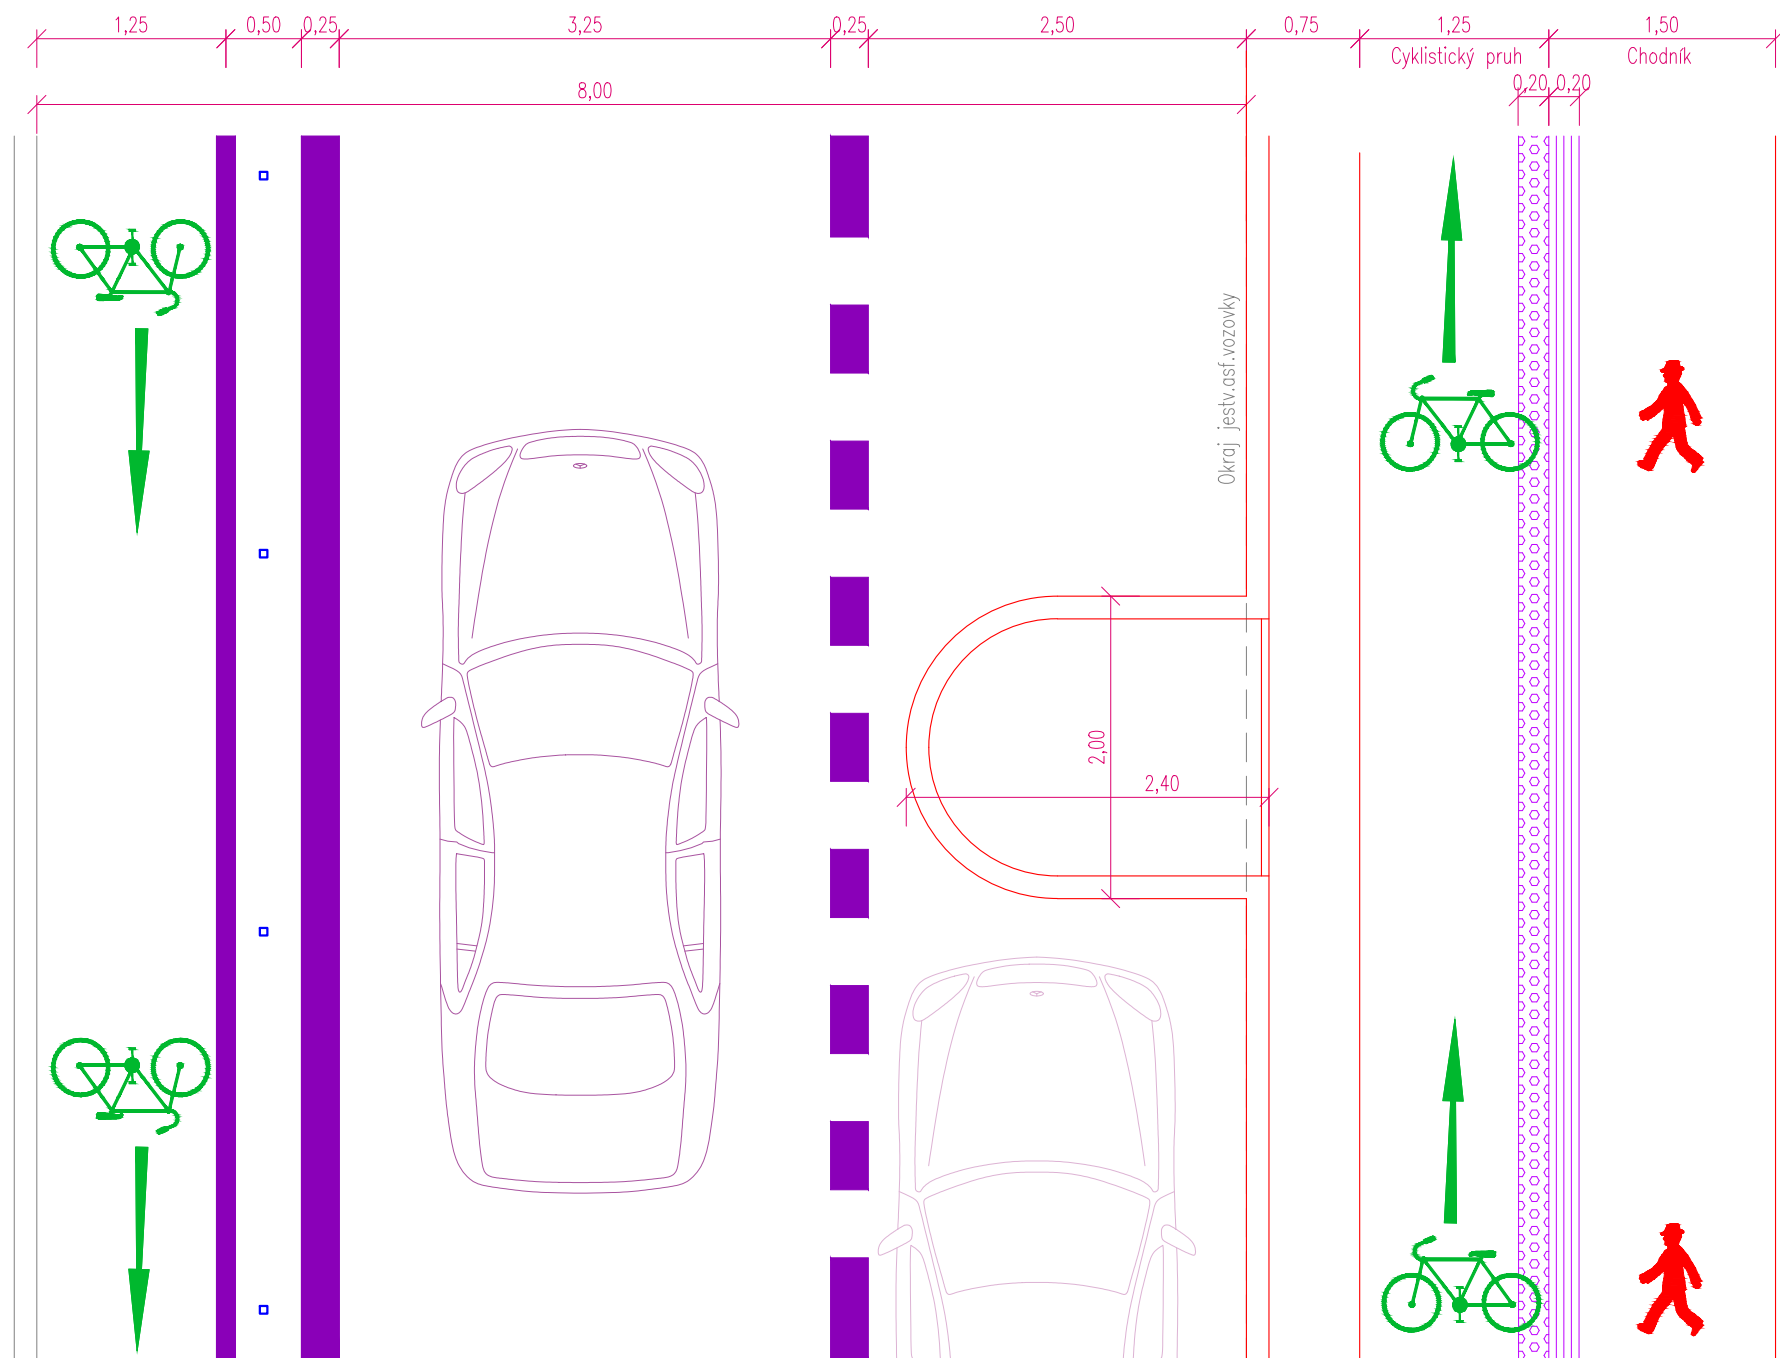 1,25 0,50 0,25 3,25 0,25 2,50 0,75 1,25 1,50
Cyklistický pruh Chodník
8,00 0,20 0,20
Okraj jestv.asf.vozovky
2,00
2,40